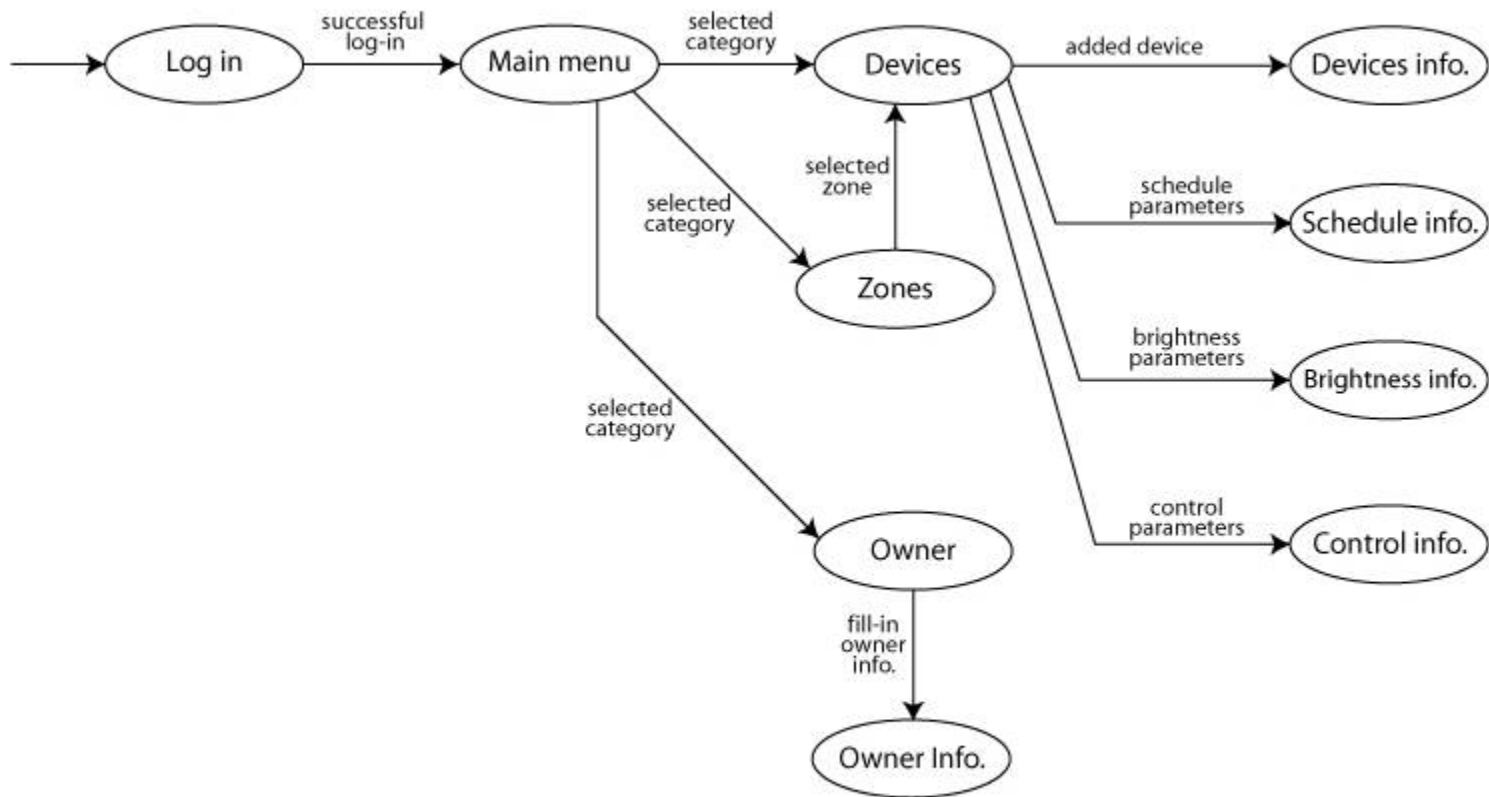 successful
log-in
selected
category
Log in
Main menu
Devices
added device
Devices info.
selected
zone
schedule
parameters
selected
category
Schedule info.
Zones
brightness
parameters
Brightness info.
selected
category
control
parameters
Owner
Control info.
fill-in
owner
info.
Owner Info.